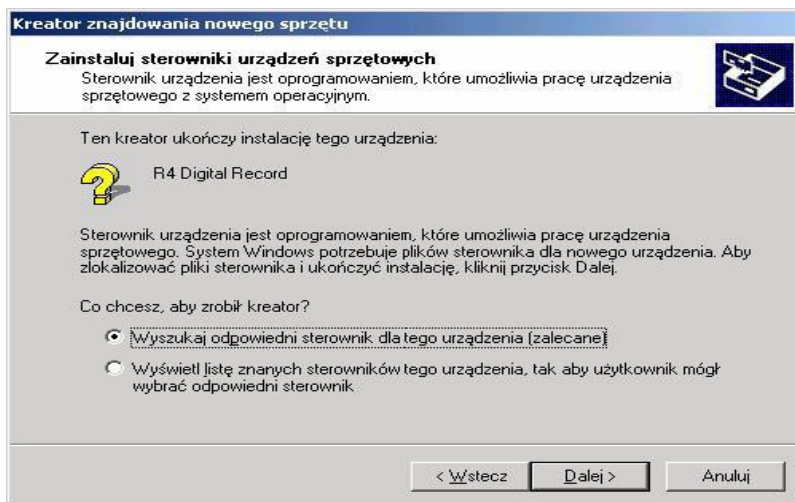 Kreator znajdowania nowego sprzętu
Zainstaluj sterowniki urządzeń sprzętowych
Sterownik urządzenia jest oprogramowaniem, które umożliwia pracę urządzenia
sprzętowego z systemem operacyjnym.
Ten kreator ukończy instalację tego urządzenia:
R4 Digital Record
Sterownik urządzenia jest oprogramowaniem, które umożliwia pracę urządzenia
sprzętowego. System Windows potrzebuje plików sterownika dla nowego urządzenia. Aby
zlokalizować pliki sterownika i ukończyć instalację, kliknij przycisk Dalej.
Co chcesz, aby zrobił kreator?
Wyszukaj odpowiedni sterownik dla tego urządzenia (zalecane)
Wyświetl listę znanych sterowników tego urządzenia, tak aby użytkownik mógł
wybrać odpowiedni sterownik
< Wstecz Dalej > Anuluj